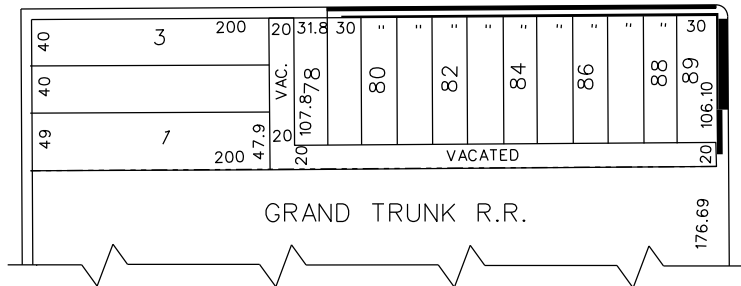 3 200 20 31.8 30 " " " " " " " " " 30
40
40
49
1
200
47.9
VAC.
20
20
107.8
78 80 82 84 86 88 89
106.10
VACATED
20
GRAND TRUNK R.R.
176.69